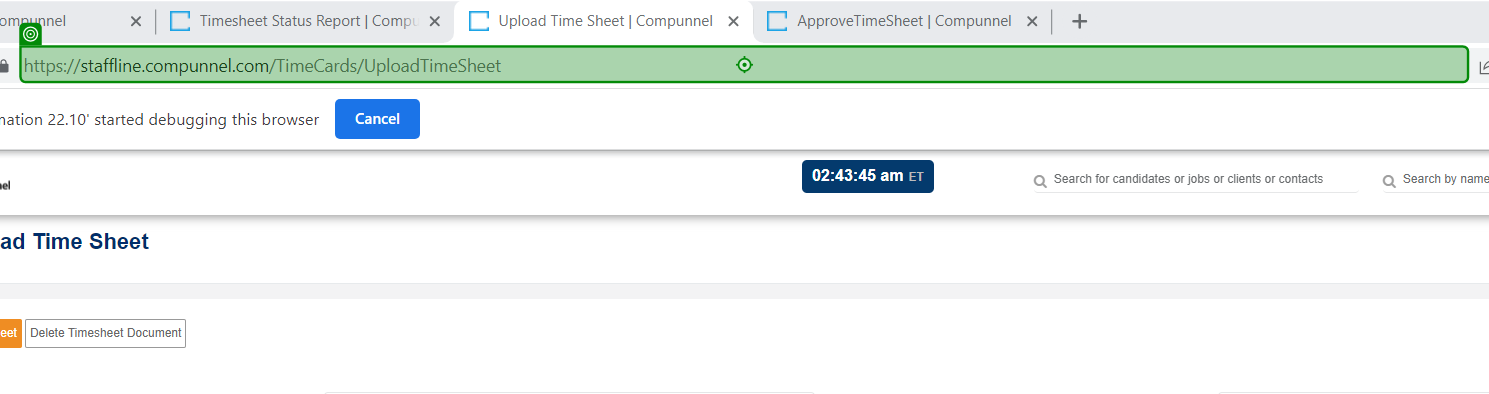 ompunnel
Timesheet Status Report | Compu
Upload Time Sheet | Compunnel
ApproveTimeSheet | Compunnel
https://staffline.compunnel.com/TimeCards/UploadTimeSheet
mation 22.10' started debugging this browser
Cancel
nel
02:43:45 am ET
Search for candidates or jobs or clients or contacts
Search by name
ad Time Sheet
eet
Delete Timesheet Document